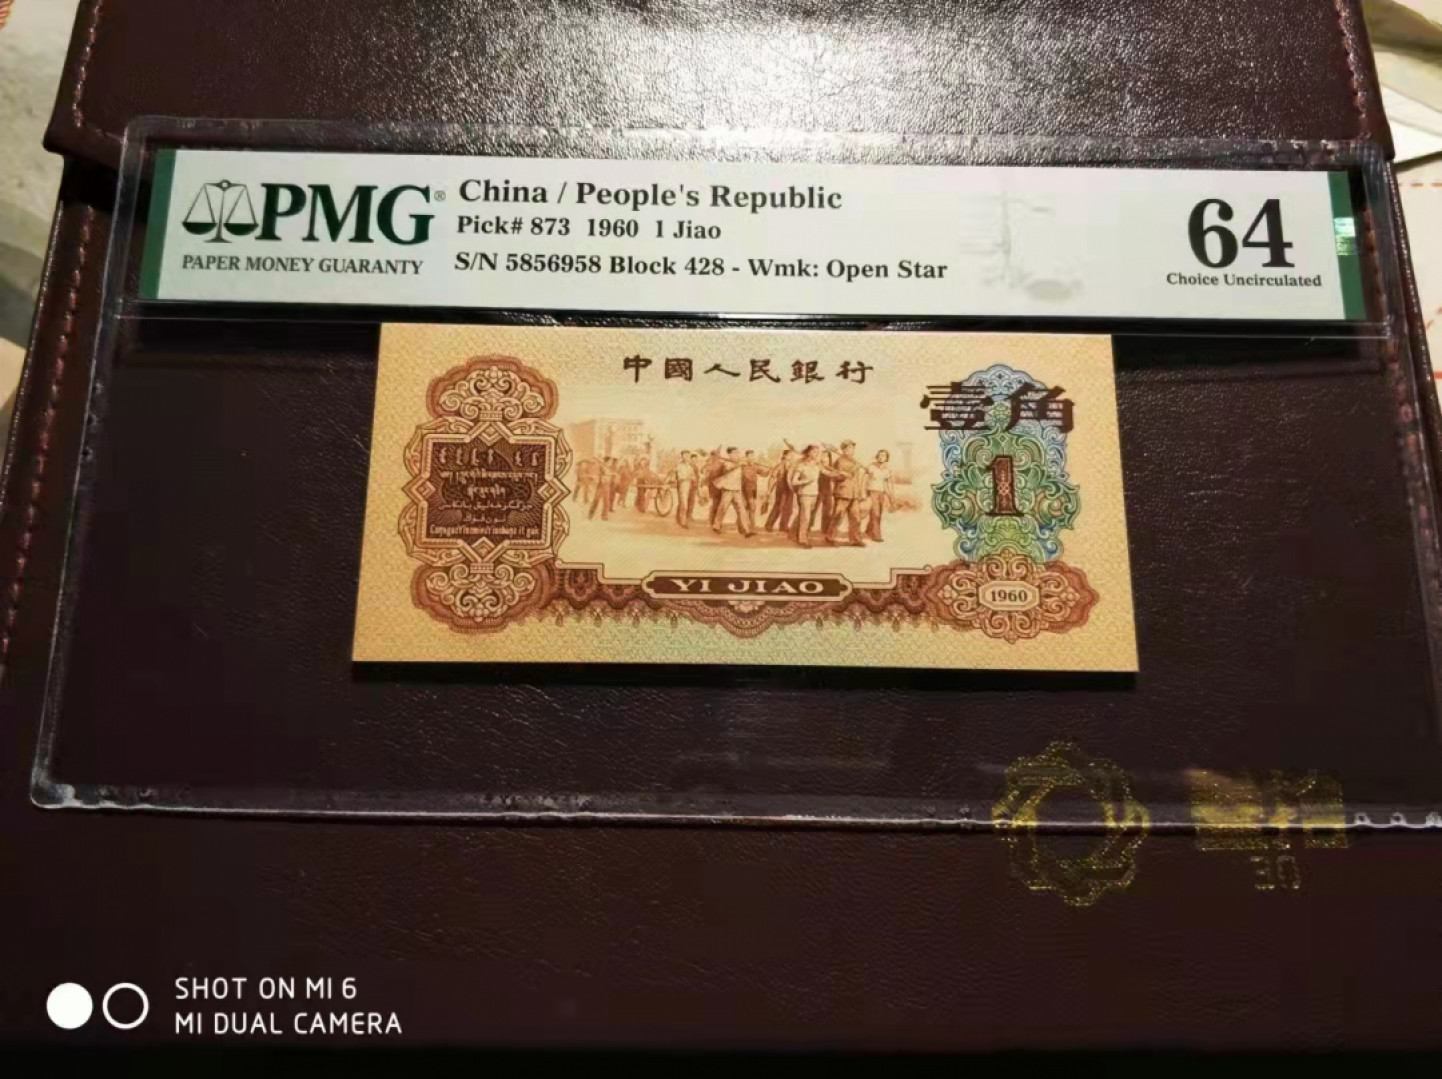 PMG®
PAPER MONEY GUARANTY
China / People's Republic
Pick# 873 1960 1 Jiao
S/N 5856958 Block 428 - Wmk: Open Star
64
Choice Uncirculated
中國人民銀行
壹角
1
YI JIAO
1960
SHOT ON MI 6
MI DUAL CAMERA